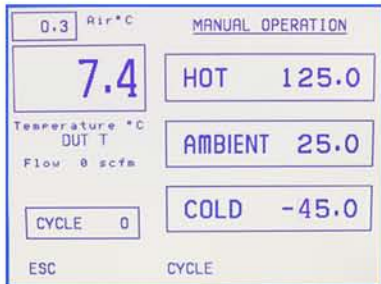 0.3 Air°C
7.4
Temperature °C
DUT T
Flow 0 scfm
CYCLE 0
ESC
MANUAL OPERATION
HOT 125.0
AMBIENT 25.0
COLD -45.0
CYCLE